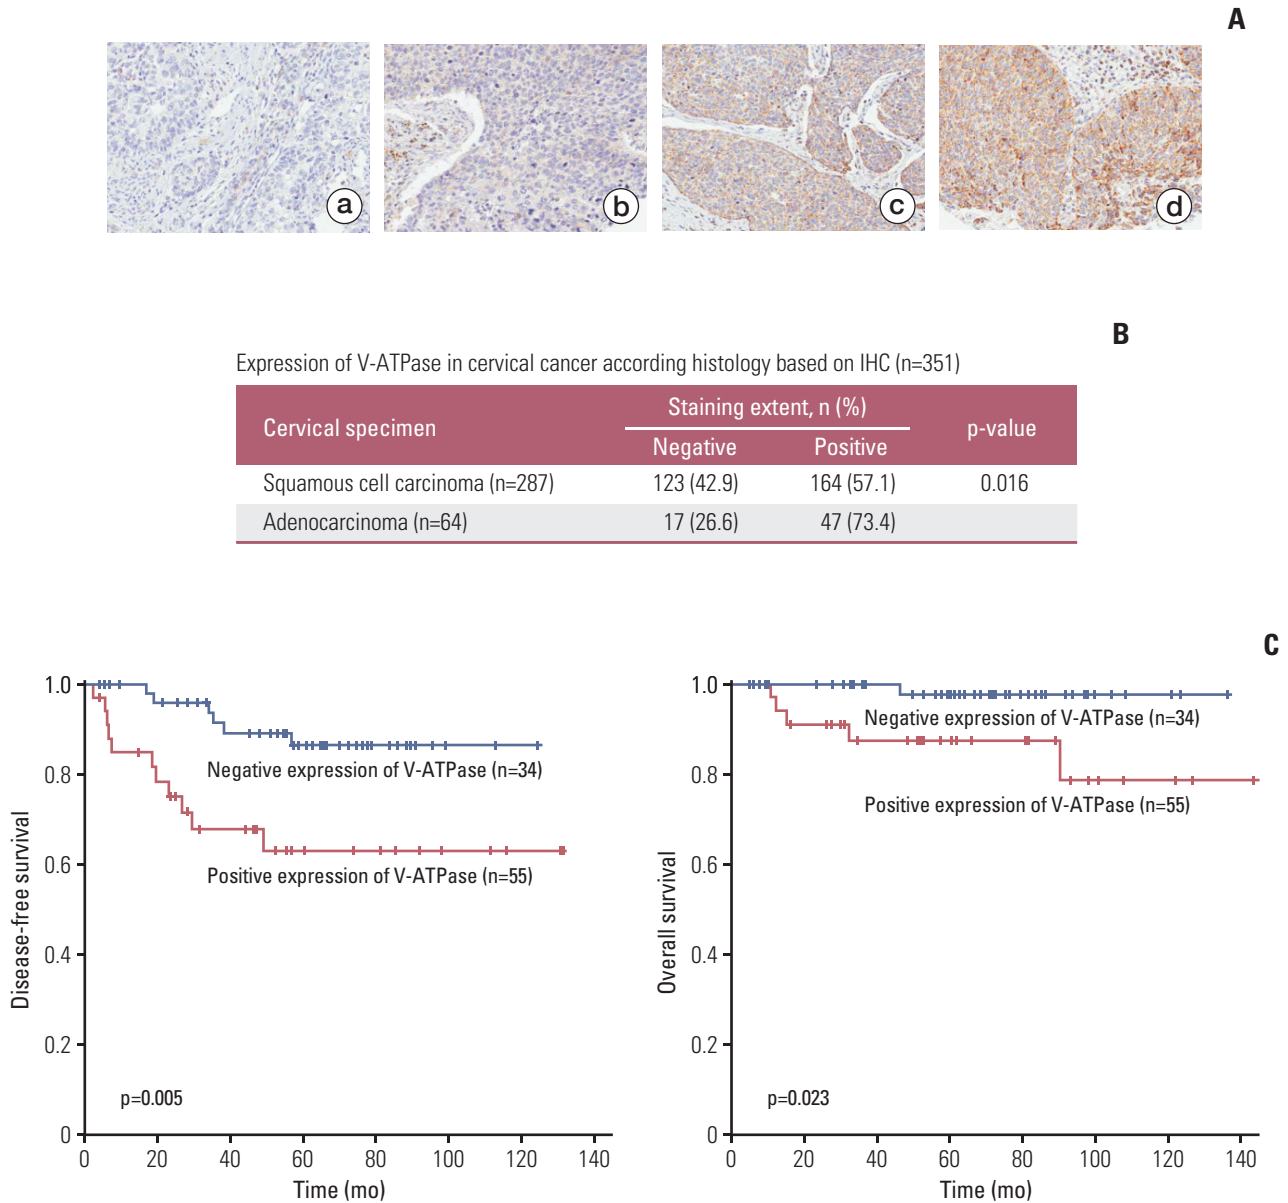 A
a
b
c
d
B
Expression of V-ATPase in cervical cancer according histology based on IHC (n=351)
Cervical specimen
Staining extent, n (%)
p-value
Negative
Positive
Squamous cell carcinoma (n=287) 123 (42.9) 164 (57.1) 0.016
Adenocarcinoma (n=64) 17 (26.6) 47 (73.4)
C
Disease-free survival
1.0
0.8
0.6
0.4
0.2
0
Negative expression of V-ATPase (n=34)
Positive expression of V-ATPase (n=55)
p=0.005
0 20 40 60 80 100 120 140
Time (mo)
Overall survival
1.0
0.8
0.6
0.4
0.2
0
Negative expression of V-ATPase (n=34)
Positive expression of V-ATPase (n=55)
p=0.023
0 20 40 60 80 100 120 140
Time (mo)